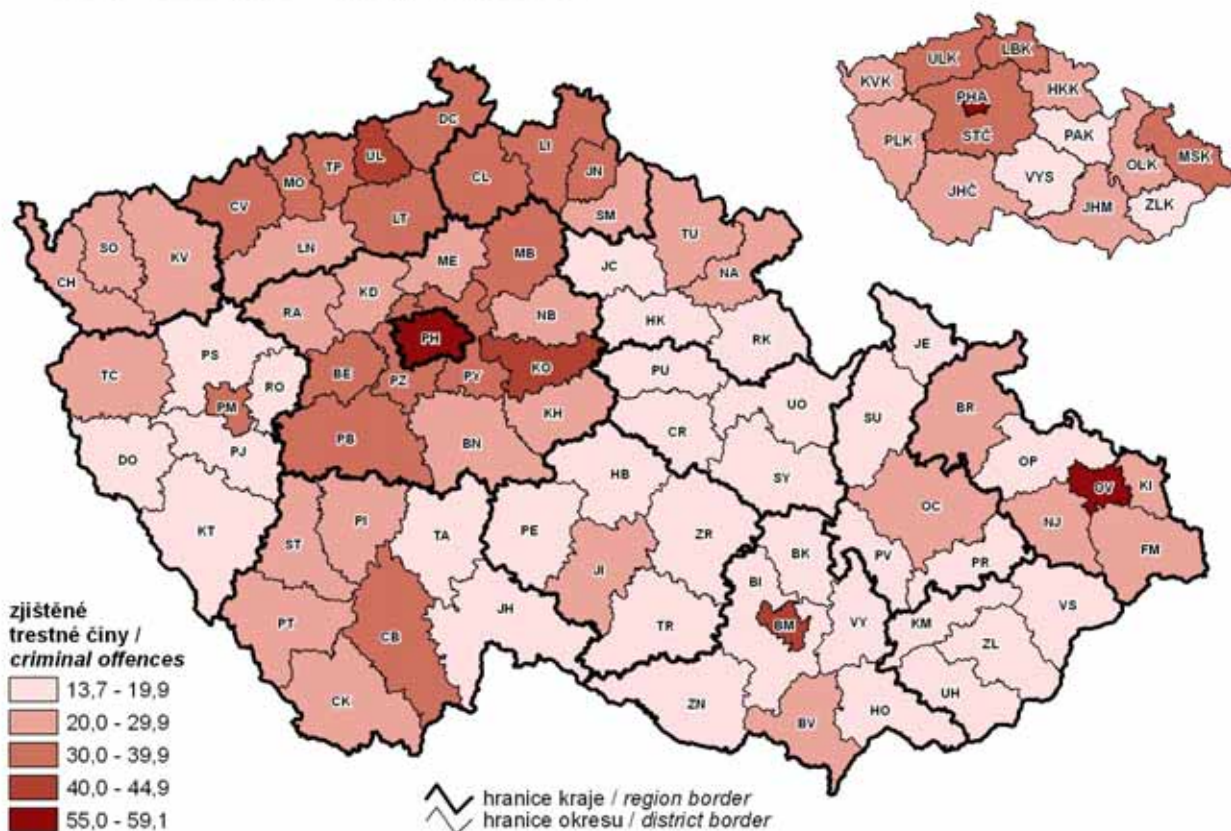 ULK LBK
KVK HKK
PHA
STČ
PLK PAK
OLK MSK
VYS
JHČ JHM ZLK
DC
UL LI
TP CL JN
MO
CV LT
SM
SO KV LN TU
ME MB JC NA
CH
KD
RA NB HK
PH RK
PS JE
TC RO BE PZ PY KO PU
PM UO SU
KH BR
PB BN CR
DO PJ OP
HB SY OV KI
OC NJ
KT PI TA PE ZR FM
ST BK PV PR
JI BI
VS
PT CB JH TR BM VY KM
ZL
UH
CK ZN BV HO
zjištěné
trestné činy /
criminal offences
13,7 - 19,9
20,0 - 29,9
30,0 - 39,9
40,0 - 44,9
55,0 - 59,1
hranice kraje / region border
hranice okresu / district border